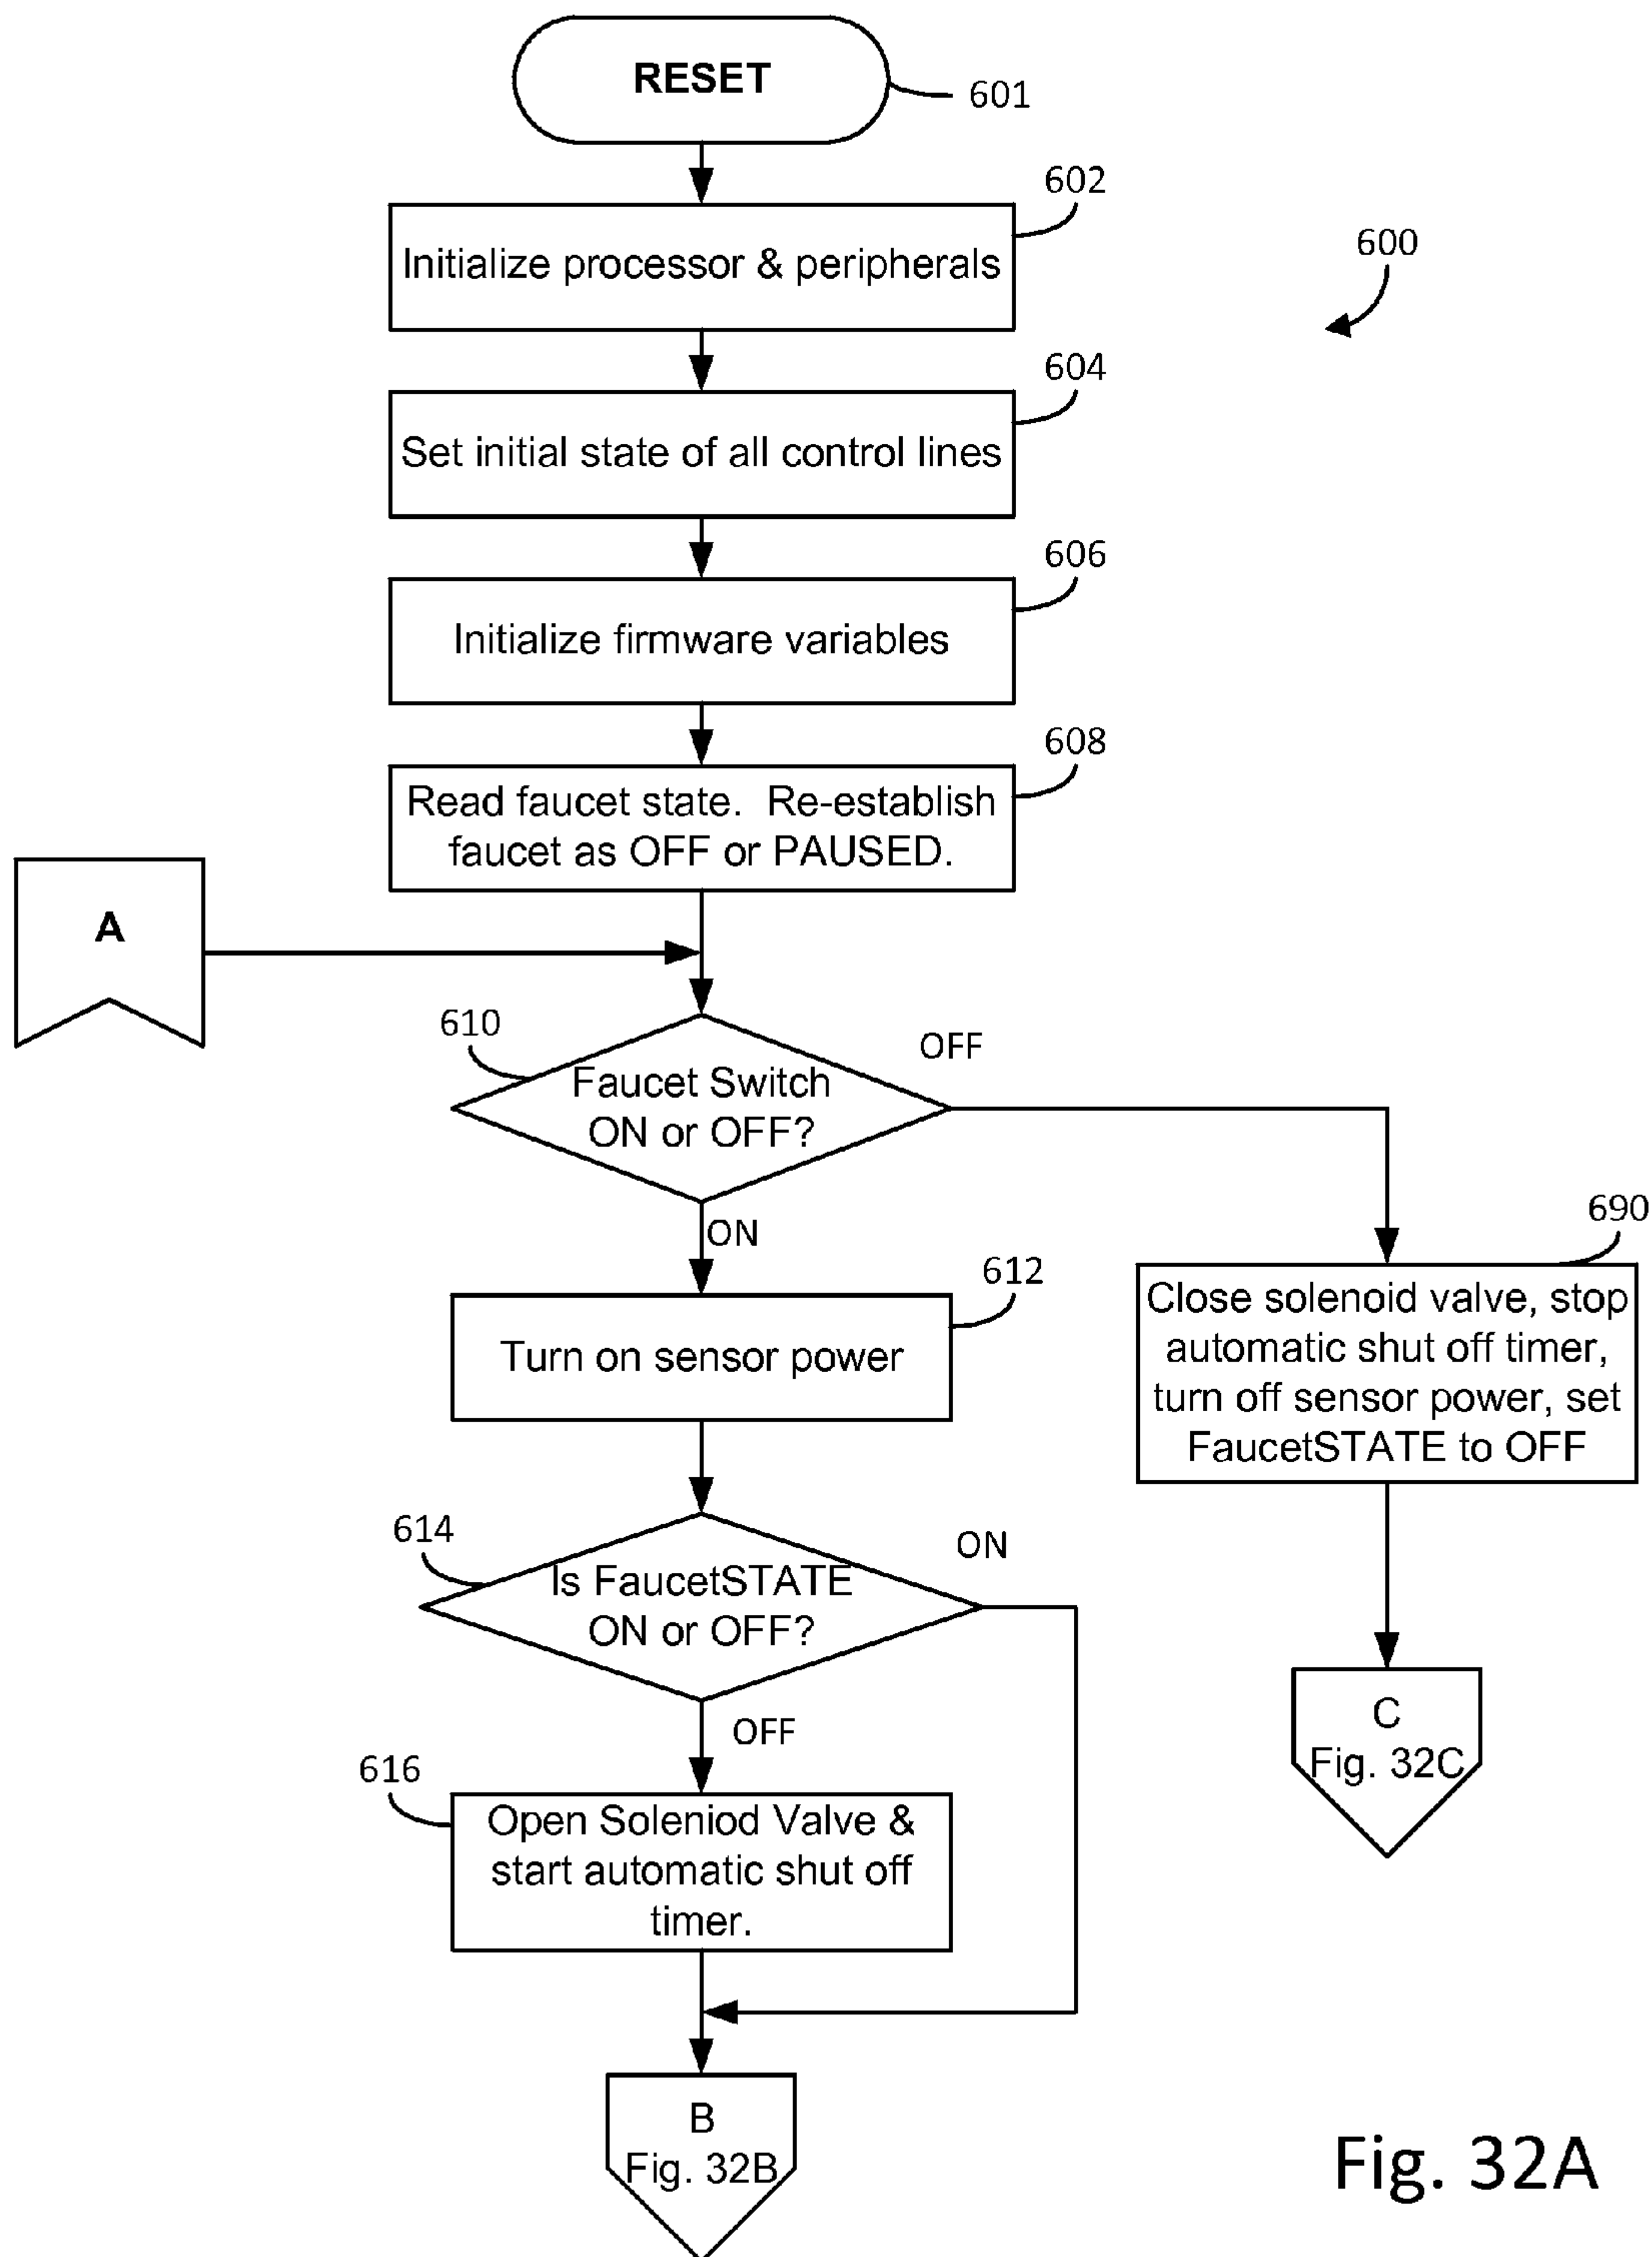 RESET
601
602
Initialize processor & peripherals
600
604
Set initial state of all control lines
606
Initialize firmware variables
608
Read faucet state. Re-establish
faucet as OFF or PAUSED.
A
610
OFF
Faucet Switch
ON or OFF?
ON
690
612
Close solenoid valve, stop
automatic shut off timer,
turn off sensor power, set
FaucetSTATE to OFF
Turn on sensor power
614
ON
Is FaucetSTATE
ON or OFF?
OFF
C
Fig. 32C
616
Open Soleniod Valve &
start automatic shut off
timer.
B
Fig. 32B
Fig. 32A